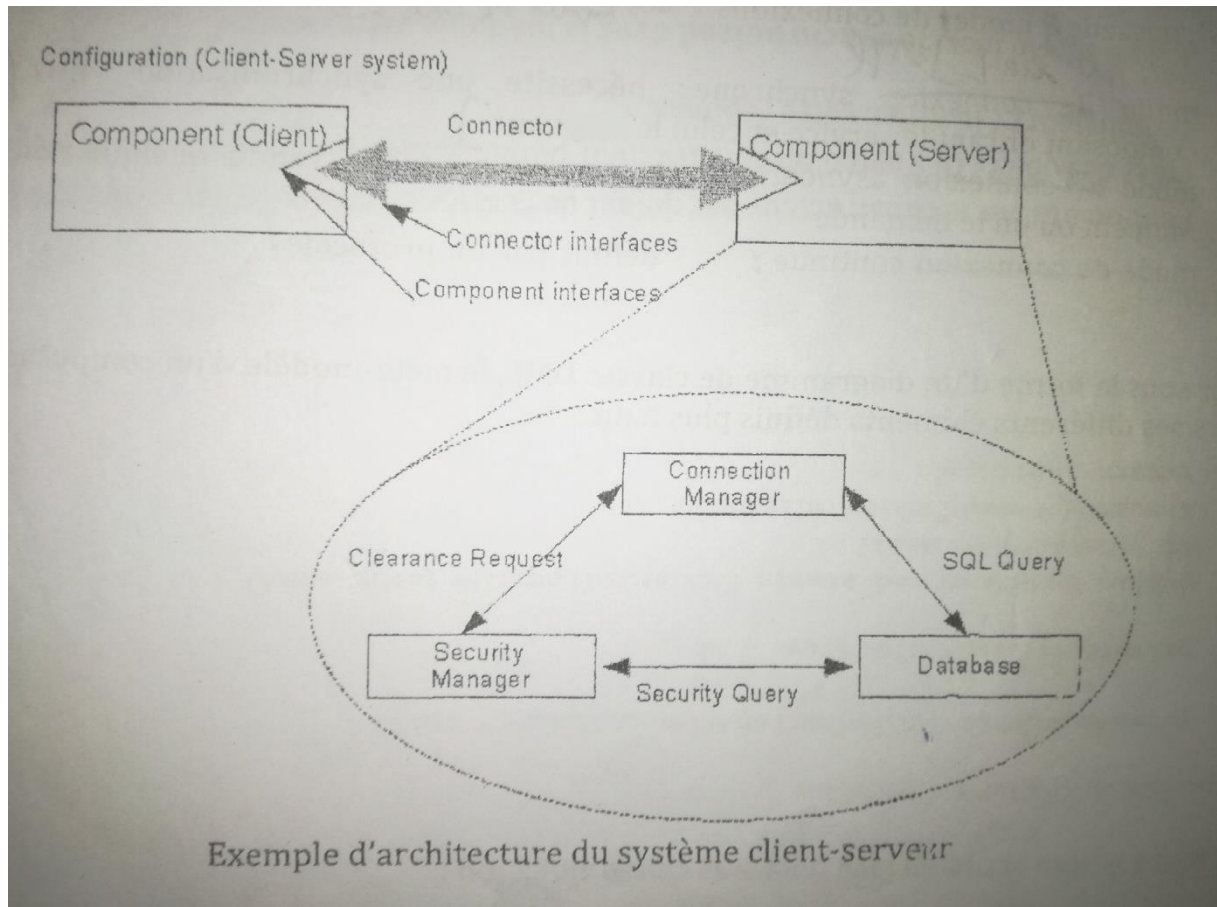 Configuration (Client-Server system)
Component (Client)
Connector
Component (Server)
Connector interfaces
Component interfaces
Connection
Manager
Clearance Request
SQL Query
Security
Manager
Database
Security Query
Exemple d'architecture du système client-serveur